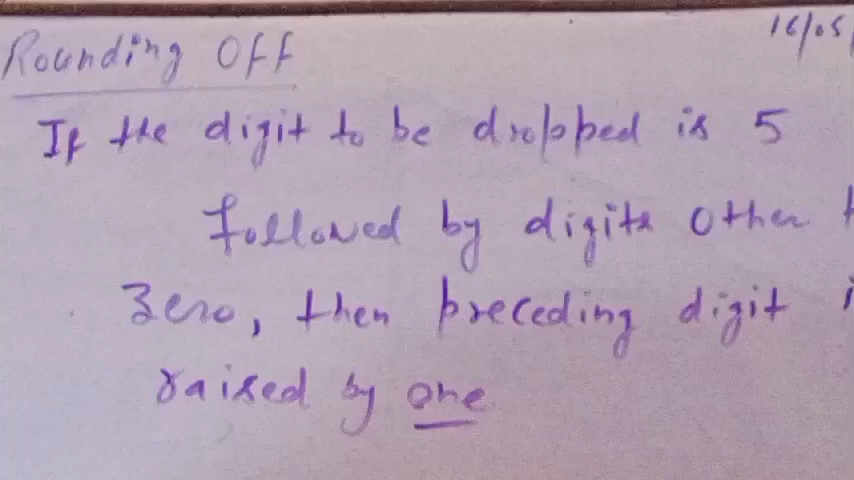 16/05
Rounding Off
If the digit to be dropped is 5
followed by digits other
zero, then preceding digit
raised by one